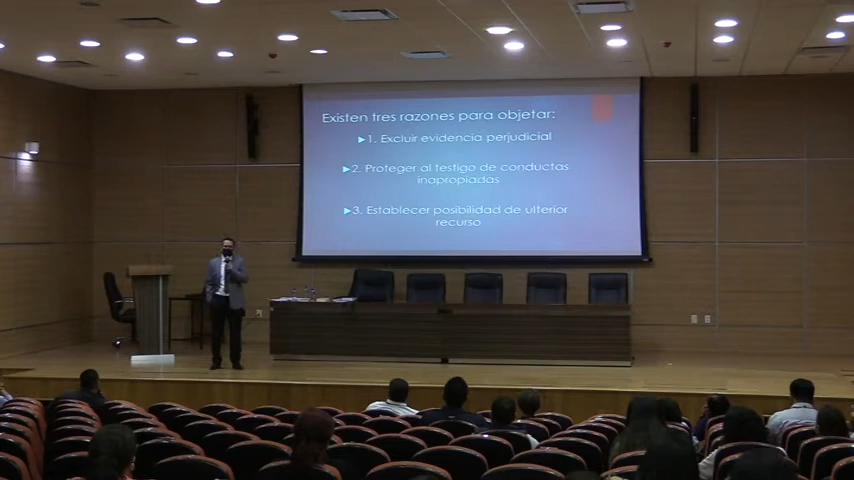 Existen tres razones para objetar:
▶1. Excluir evidencia perjudicial
▶2. Proteger al testigo de conductas
inapropiadas
▶3. Establecer posibilidad de ulterior
recurso